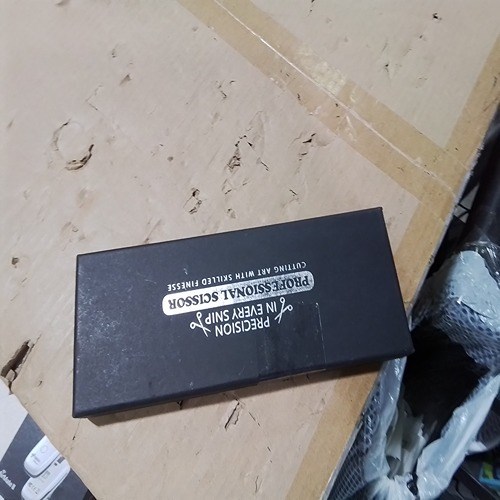 PRECISION
IN EVERY SNIP
PROFESSIONAL SCISSOR
CUTTING ART WITH SKILLED FINESSE